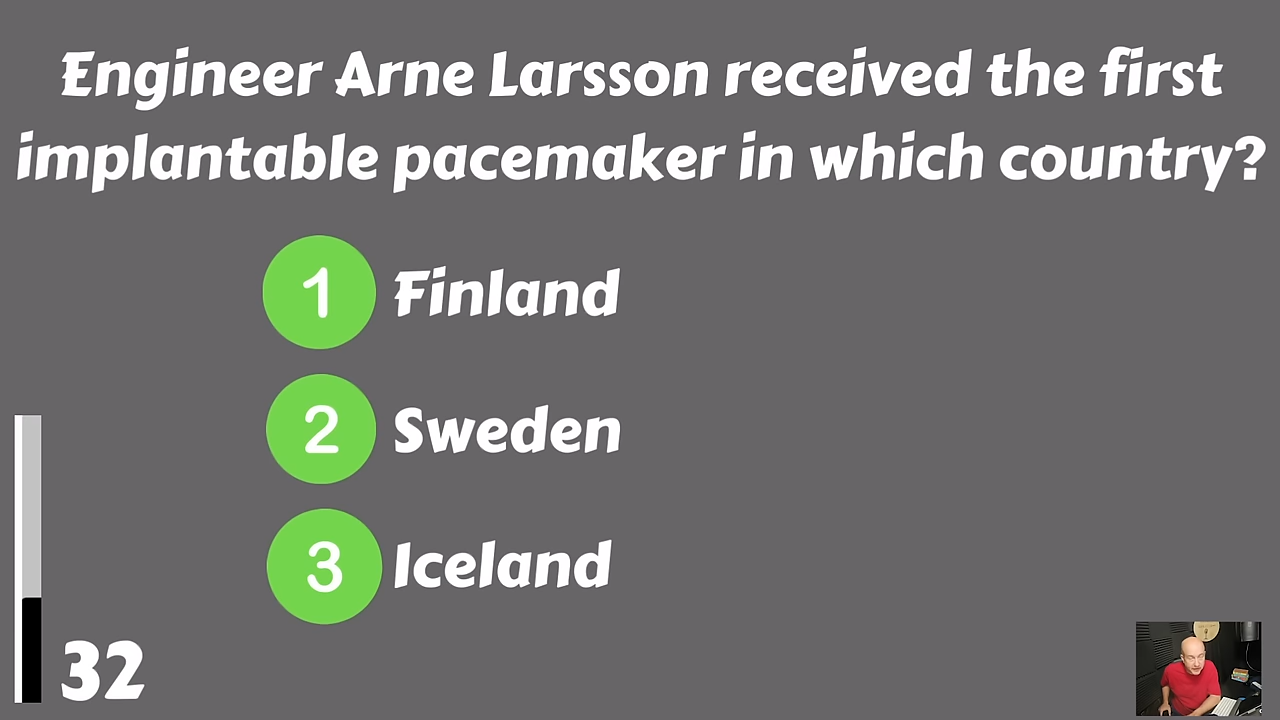 Engineer Arne Larsson received the first
implantable pacemaker in which country?
1 Finland
2 Sweden
3 Iceland
32